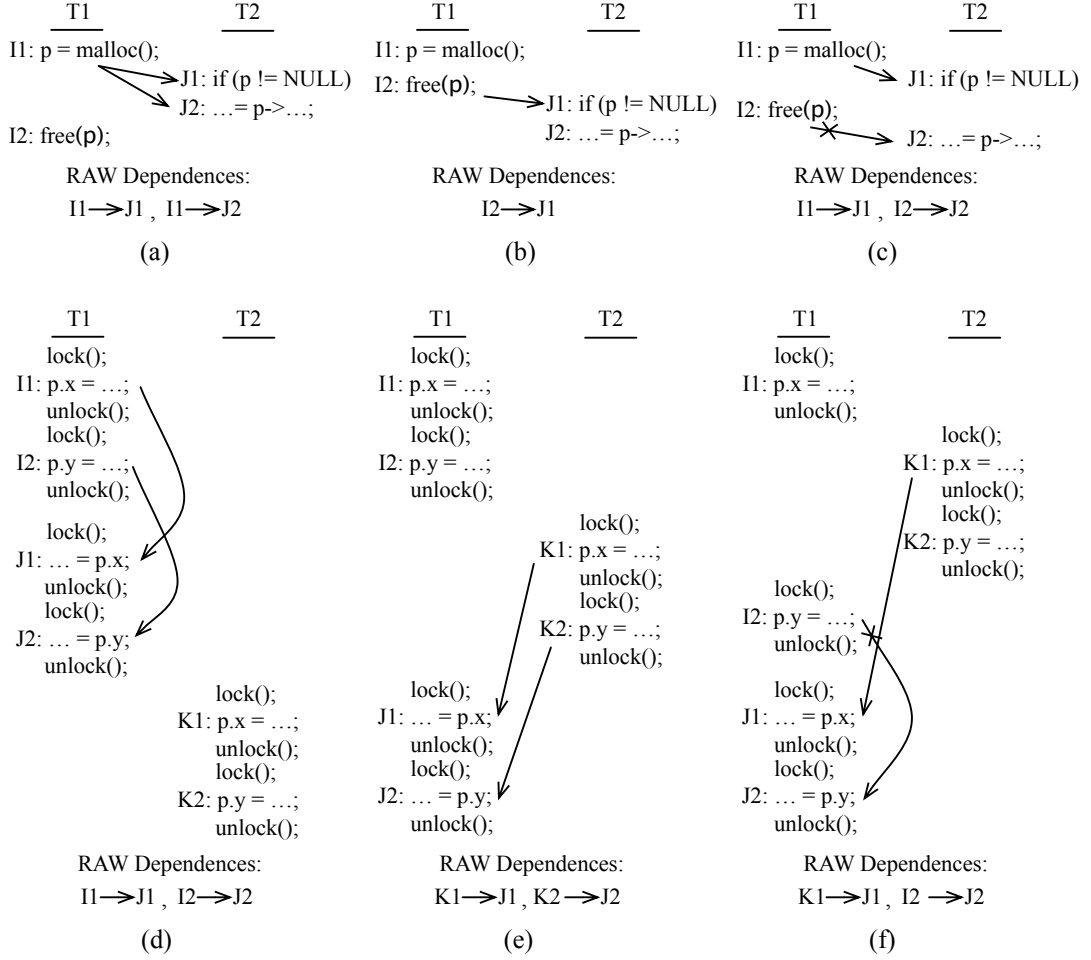 T1 T2
I1: p = malloc();
J1: if (p != NULL)
J2: …= p->…;
I2: free(p);
RAW Dependences:
I1→J1 , I1→J2
(a)
T1 T2
I1: p = malloc();
I2: free(p);
J1: if (p != NULL)
J2: …= p->…;
RAW Dependences:
I2→J1
(b)
T1 T2
I1: p = malloc();
J1: if (p != NULL)
I2: free(p);
J2: …= p->…;
RAW Dependences:
I1→J1 , I2→J2
(c)
T1 T2
lock();
I1: p.x = …;
unlock();
lock();
I2: p.y = …;
unlock();
lock();
J1: … = p.x;
unlock();
lock();
J2: … = p.y;
unlock();
lock();
K1: p.x = …;
unlock();
lock();
K2: p.y = …;
unlock();
RAW Dependences:
I1→J1 , I2→J2
(d)
T1 T2
lock();
I1: p.x = …;
unlock();
lock();
I2: p.y = …;
unlock();
lock();
K1: p.x = …;
unlock();
lock();
K2: p.y = …;
unlock();
lock();
J1: … = p.x;
unlock();
lock();
J2: … = p.y;
unlock();
RAW Dependences:
K1→J1 , K2→J2
(e)
T1 T2
lock();
I1: p.x = …;
unlock();
lock();
K1: p.x = …;
unlock();
lock();
K2: p.y = …;
unlock();
lock();
I2: p.y = …;
unlock();
lock();
J1: … = p.x;
unlock();
lock();
J2: … = p.y;
unlock();
RAW Dependences:
K1→J1 , I2 →J2
(f)